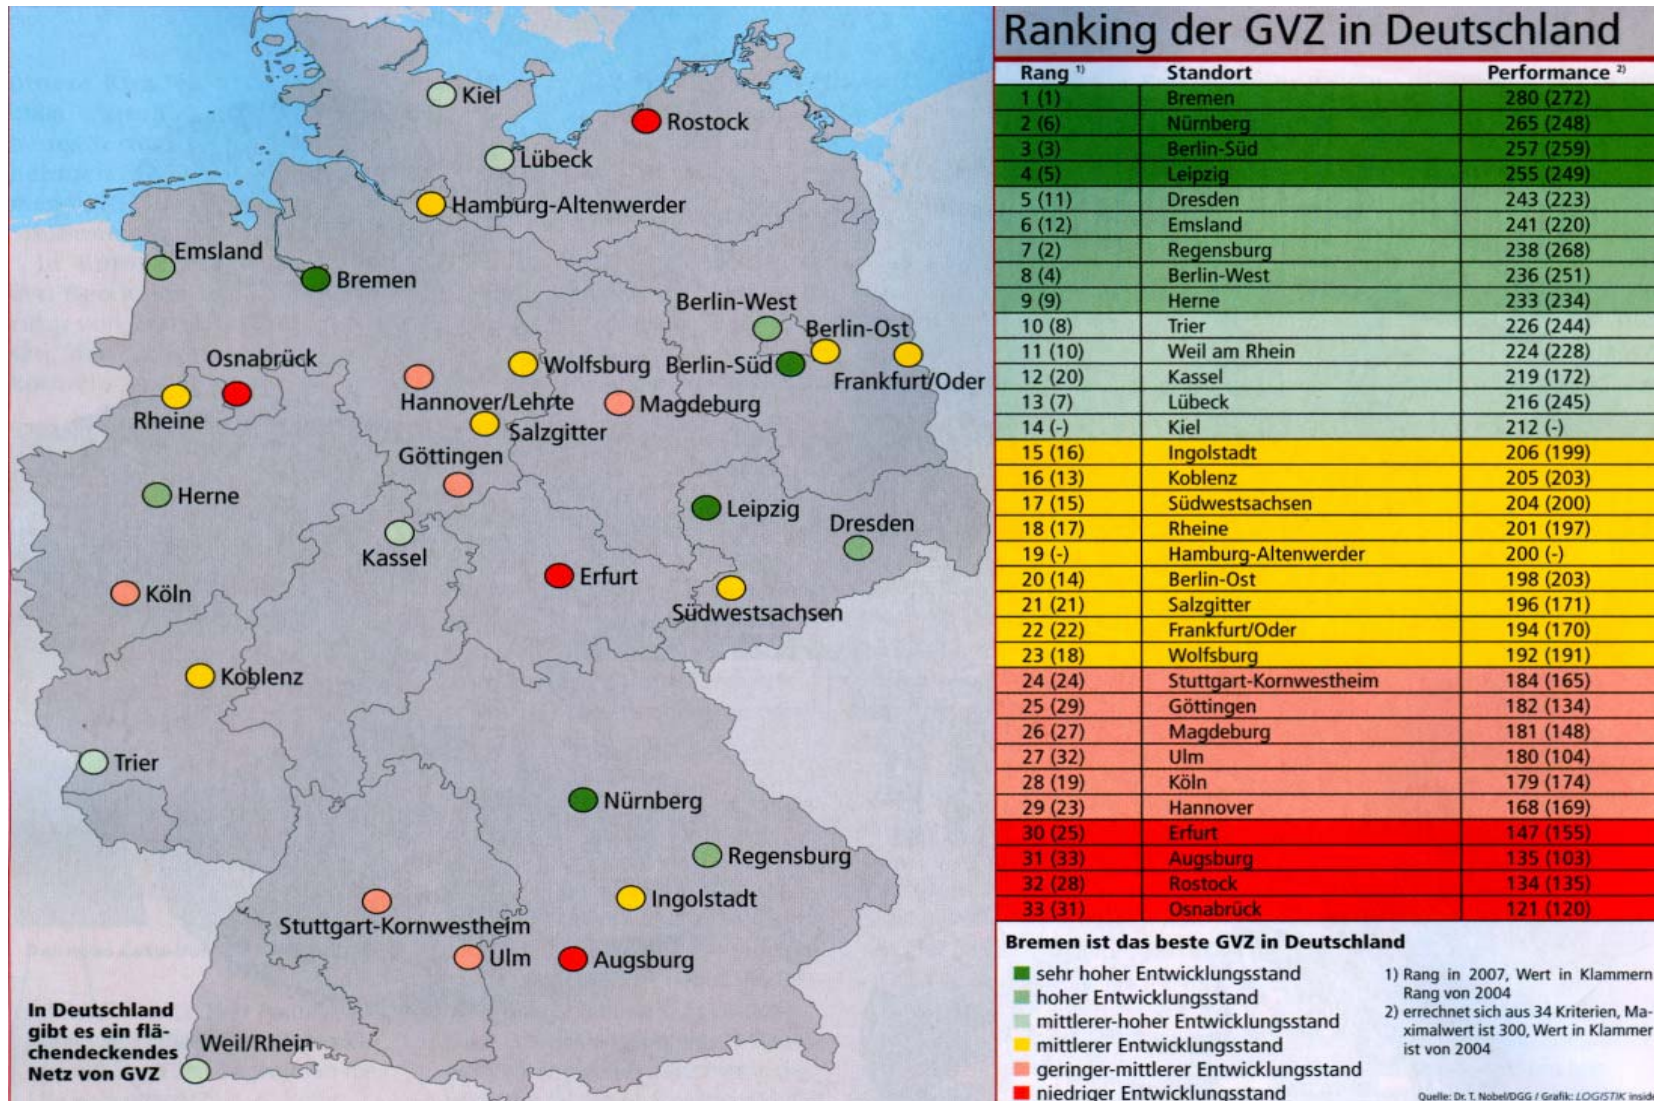 Kiel
Rostock
Lübeck
Hamburg-Altenwerder
Emsland
Bremen
Berlin-West
Berlin-Ost
Osnabrück
Wolfsburg
Berlin-Süd
Frankfurt/Oder
Hannover/Lehrte
Magdeburg
Rheine
Salzgitter
Göttingen
Herne
Leipzig
Dresden
Kassel
Erfurt
Köln
Südwestsachsen
Koblenz
Trier
Nürnberg
Regensburg
Ingolstadt
Stuttgart-Kornwestheim
Ulm
Augsburg
Weil/Rhein
In Deutschland
gibt es ein flä-
chendeckendes
Netz von GVZ
Ranking der GVZ in Deutschland
Rang 1) Standort Performance 2)
1 (1) Bremen 280 (272)
2 (6) Nürnberg 265 (248)
3 (3) Berlin-Süd 257 (259)
4 (5) Leipzig 255 (249)
5 (11) Dresden 243 (223)
6 (12) Emsland 241 (220)
7 (2) Regensburg 238 (268)
8 (4) Berlin-West 236 (251)
9 (9) Herne 233 (234)
10 (8) Trier 226 (244)
11 (10) Weil am Rhein 224 (228)
12 (20) Kassel 219 (172)
13 (7) Lübeck 216 (245)
14 (-) Kiel 212 (-)
15 (16) Ingolstadt 206 (199)
16 (13) Koblenz 205 (203)
17 (15) Südwestsachsen 204 (200)
18 (17) Rheine 201 (197)
19 (-) Hamburg-Altenwerder 200 (-)
20 (14) Berlin-Ost 198 (203)
21 (21) Salzgitter 196 (171)
22 (22) Frankfurt/Oder 194 (170)
23 (18) Wolfsburg 192 (191)
24 (24) Stuttgart-Kornwestheim 184 (165)
25 (29) Göttingen 182 (134)
26 (27) Magdeburg 181 (148)
27 (32) Ulm 180 (104)
28 (19) Köln 179 (174)
29 (23) Hannover 168 (169)
30 (25) Erfurt 147 (155)
31 (33) Augsburg 135 (103)
32 (28) Rostock 134 (135)
33 (31) Osnabrück 121 (120)
Bremen ist das beste GVZ in Deutschland
sehr hoher Entwicklungsstand
hoher Entwicklungsstand
mittlerer-hoher Entwicklungsstand
mittlerer Entwicklungsstand
geringer-mittlerer Entwicklungsstand
niedriger Entwicklungsstand
1) Rang in 2007, Wert in Klammern
Rang von 2004
2) errechnet sich aus 34 Kriterien, Ma-
ximalwert ist 300, Wert in Klammer
ist von 2004
Quelle: Dr. T. Nobel/DGG / Grafik: LOGISTIK inside